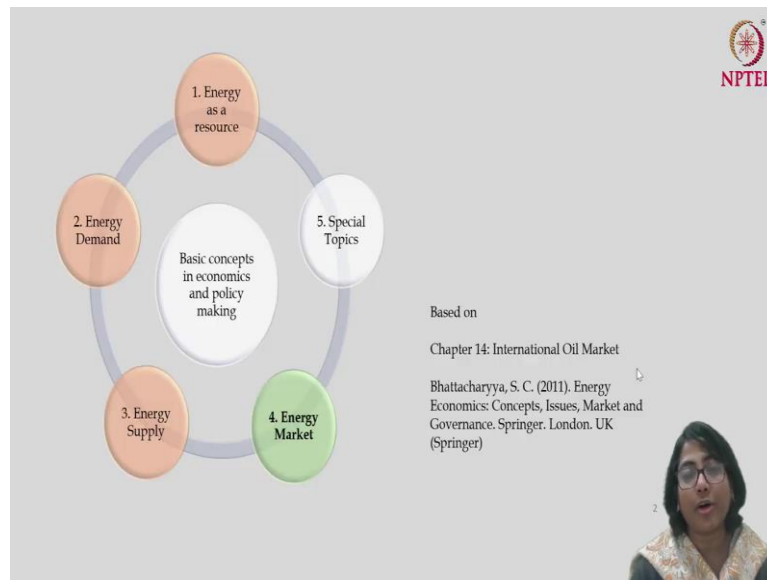 NPTEL
1. Energy
as a
resource
2. Energy
Demand
5. Special
Topics
Basic concepts
in economics
and policy
making
3. Energy
Supply
4. Energy
Market
Based on
Chapter 14: International Oil Market
Bhattacharyya, S. C. (2011). Energy
Economics: Concepts, Issues, Market and
Governance. Springer. London. UK
(Springer)
2